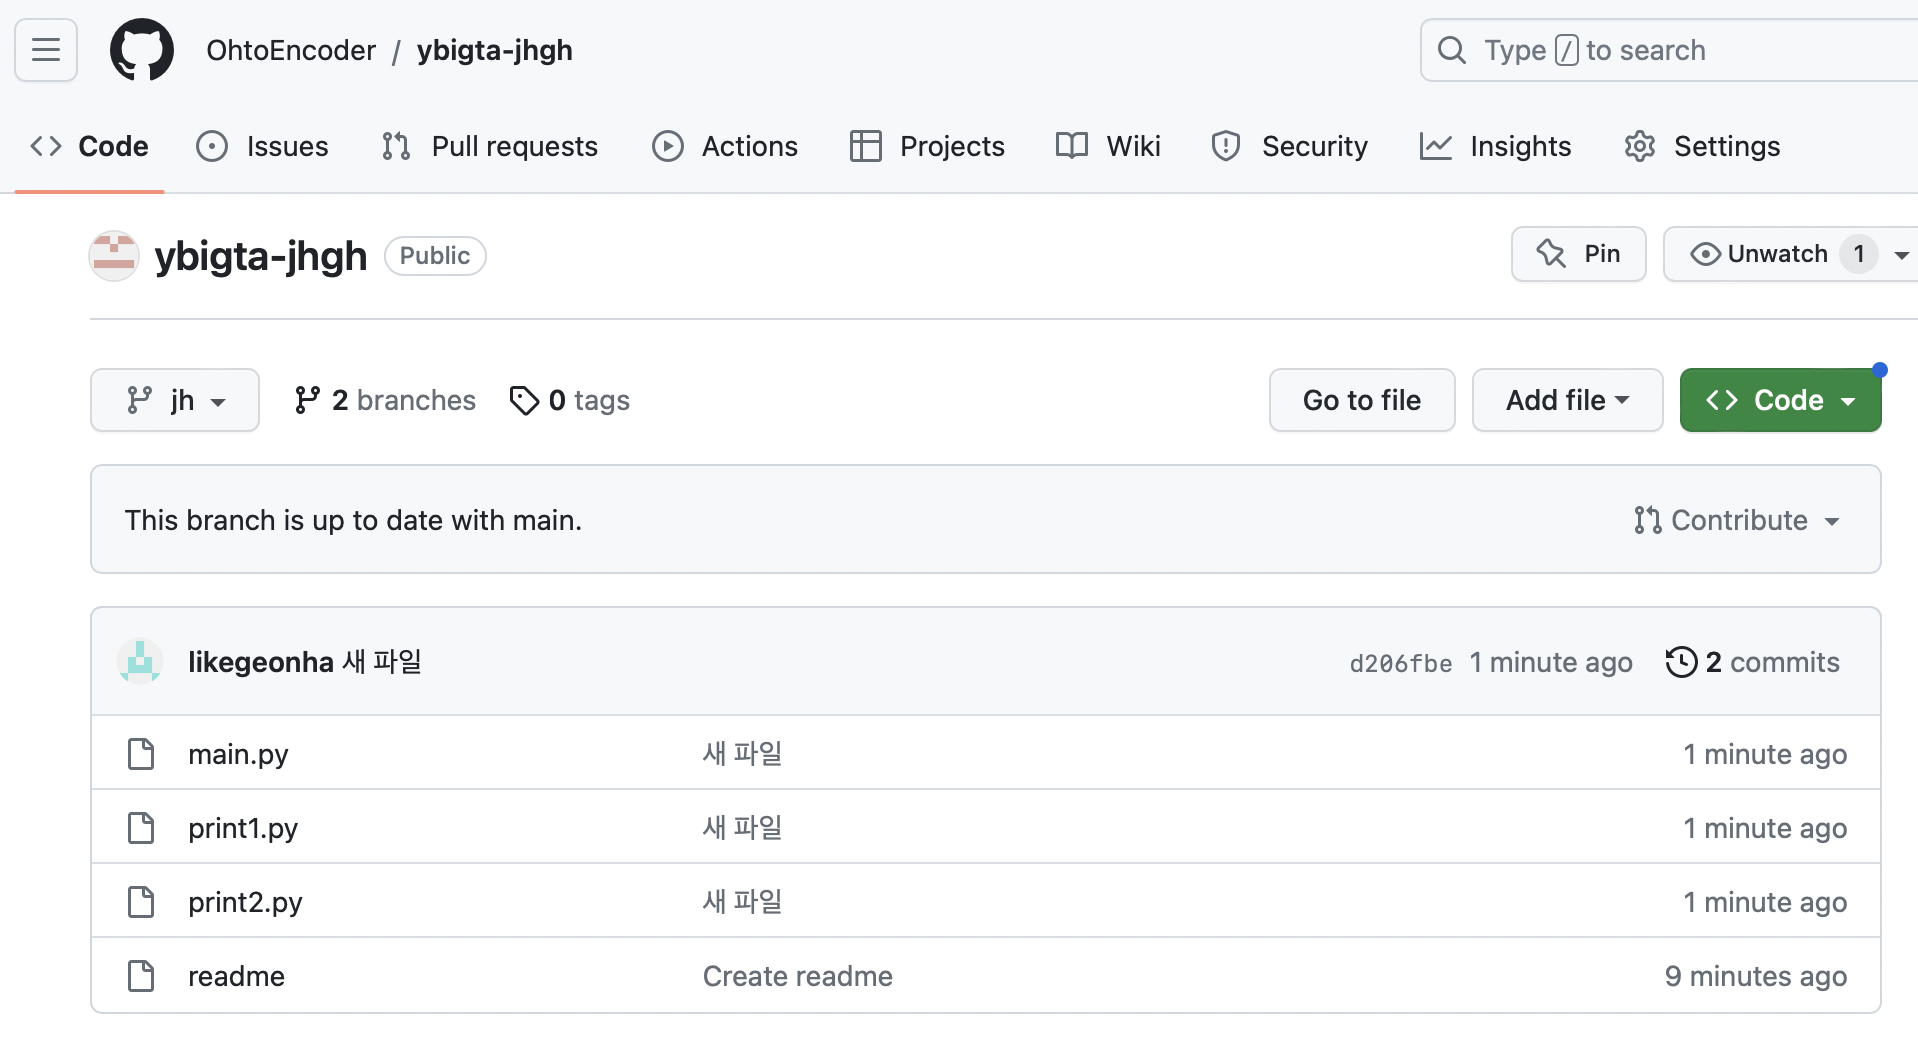 OhtoEncoder / ybigta-jhgh
Type / to search
Code Issues Pull requests Actions Projects Wiki Security Insights Settings
ybigta-jhgh Public
Pin Unwatch 1
jh 2 branches 0 tags
Go to file Add file Code
This branch is up to date with main.
Contribute
likegeonha 새 파일 d206fbe 1 minute ago 2 commits
main.py 새 파일 1 minute ago
print1.py 새 파일 1 minute ago
print2.py 새 파일 1 minute ago
readme Create readme 9 minutes ago